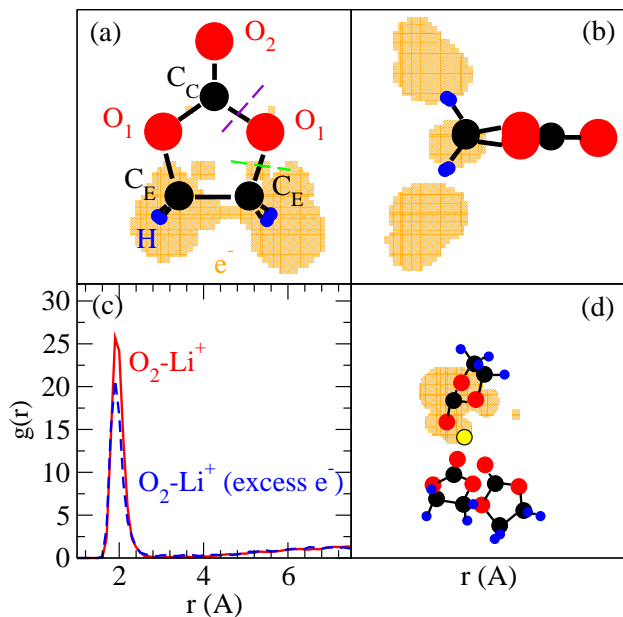 (a)
O2
CC
O1
O1
CE
CE
H
e-
(b)
(c)
30
25
20
15
10
5
0
g(r)
O2-Li+
O2-Li+ (excess e-)
2
4
6
r (A)
(d)
r (A)